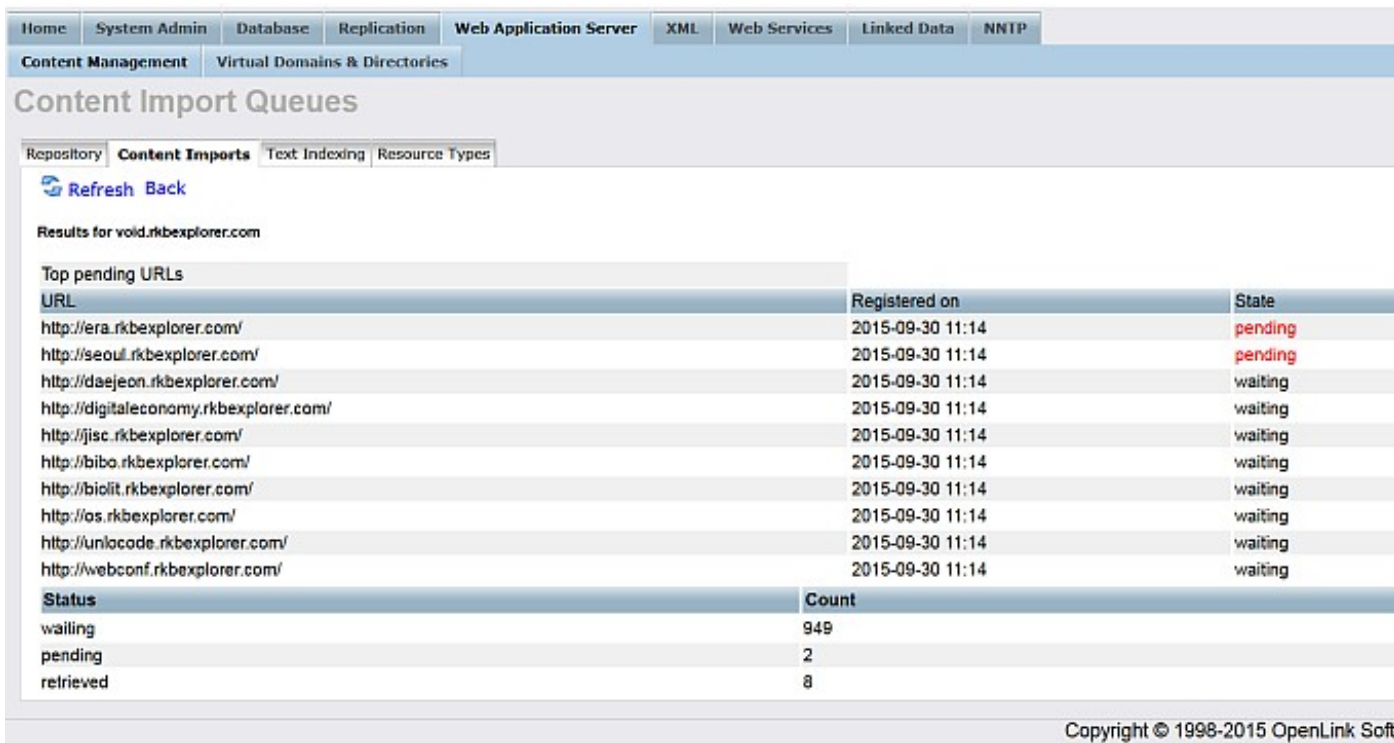 Home System Admin Database Replication Web Application Server XML Web Services Linked Data NNTP
Content Management Virtual Domains & Directories
Content Import Queues
Repository Content Imports Text Indexing Resource Types
Refresh Back
Results for void.rkbexplorer.com
Top pending URLs
URL Registered on State
http://era.rkbexplorer.com/ 2015-09-30 11:14 pending
http://seoul.rkbexplorer.com/ 2015-09-30 11:14 pending
http://daejeon.rkbexplorer.com/ 2015-09-30 11:14 waiting
http://digitaleconomy.rkbexplorer.com/ 2015-09-30 11:14 waiting
http://jisc.rkbexplorer.com/ 2015-09-30 11:14 waiting
http://bibo.rkbexplorer.com/ 2015-09-30 11:14 waiting
http://biolit.rkbexplorer.com/ 2015-09-30 11:14 waiting
http://os.rkbexplorer.com/ 2015-09-30 11:14 waiting
http://unlocode.rkbexplorer.com/ 2015-09-30 11:14 waiting
http://webconf.rkbexplorer.com/ 2015-09-30 11:14 waiting
Status Count
waiting 949
pending 2
retrieved 8
Copyright © 1998-2015 OpenLink Soft